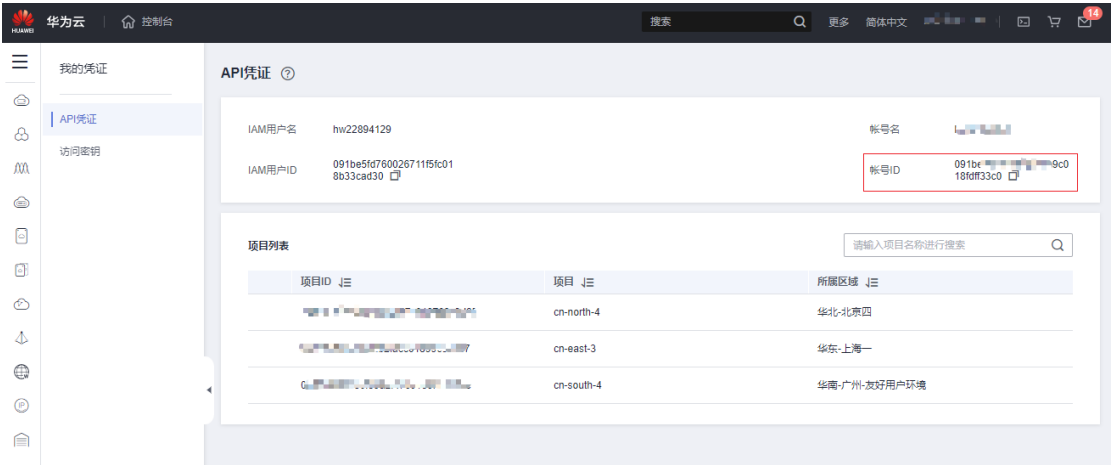 HUAWEI
华为云 控制台 搜索 更多 简体中文 14
我的凭证
API凭证
访问密钥
API凭证
IAM用户名 hw22894129 帐号名
IAM用户ID 091be5fd760026711f5fc01
8b33cad30
帐号ID 091be 9c0
18fdff33c0
项目列表 请输入项目名称进行搜索
项目ID 项目 所属区域
cn-north-4 华北-北京四
cn-east-3 华东-上海一
cn-south-4 华南-广州-友好用户环境